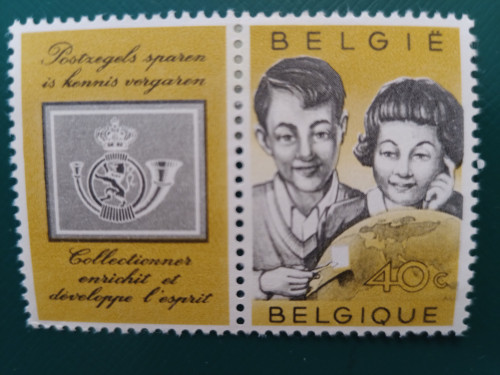 Postzegels sparen
is kennis vergaren
Collectionner
enrichit et
développe l'esprit
BELGIË
40c
BELGIQUE